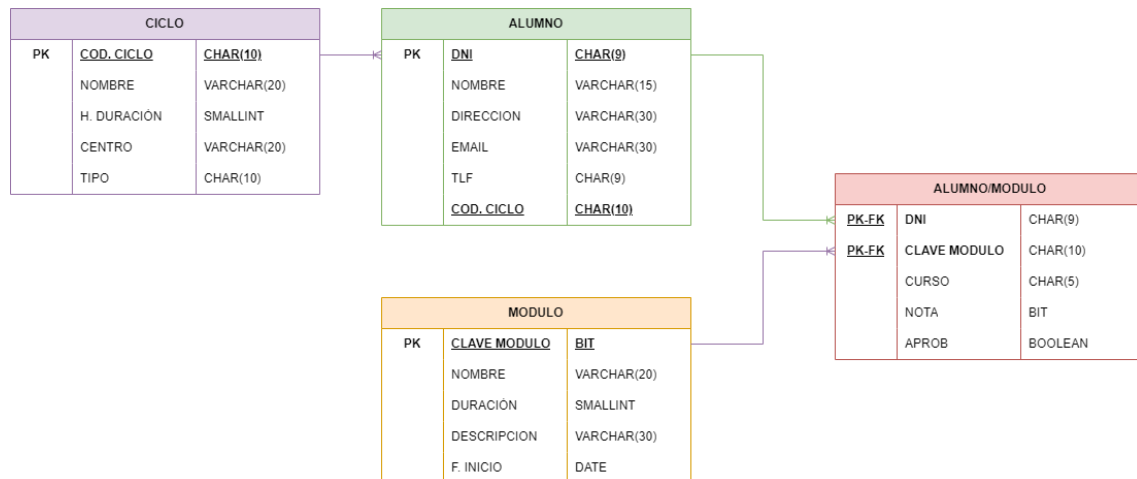 CICLO
PK COD. CICLO CHAR(10)
NOMBRE VARCHAR(20)
H. DURACIÓN SMALLINT
CENTRO VARCHAR(20)
TIPO CHAR(10)
ALUMNO
PK DNI CHAR(9)
NOMBRE VARCHAR(15)
DIRECCION VARCHAR(30)
EMAIL VARCHAR(30)
TLF CHAR(9)
COD. CICLO CHAR(10)
ALUMNO/MODULO
PK-FK DNI CHAR(9)
PK-FK CLAVE MODULO CHAR(10)
CURSO CHAR(5)
NOTA BIT
APROB BOOLEAN
MODULO
PK CLAVE MODULO BIT
NOMBRE VARCHAR(20)
DURACIÓN SMALLINT
DESCRIPCION VARCHAR(30)
F. INICIO DATE